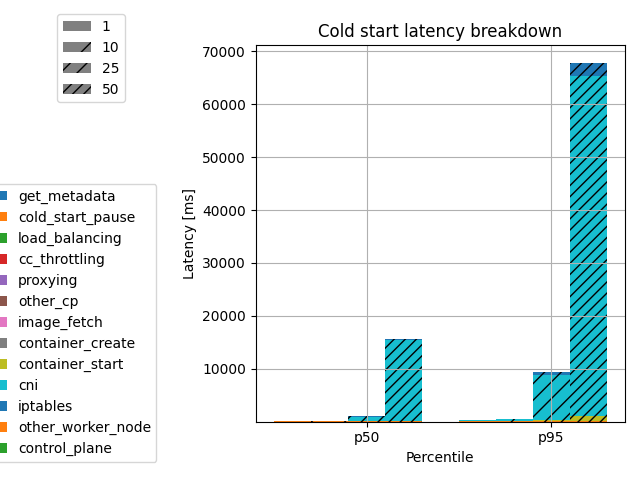 1
10
25
50
get_metadata
cold_start_pause
load_balancing
cc_throttling
proxying
other_cp
image_fetch
container_create
container_start
cni
iptables
other_worker_node
control_plane
Cold start latency breakdown
70000
60000
50000
40000
30000
20000
10000
Latency [ms]
p50
p95
Percentile